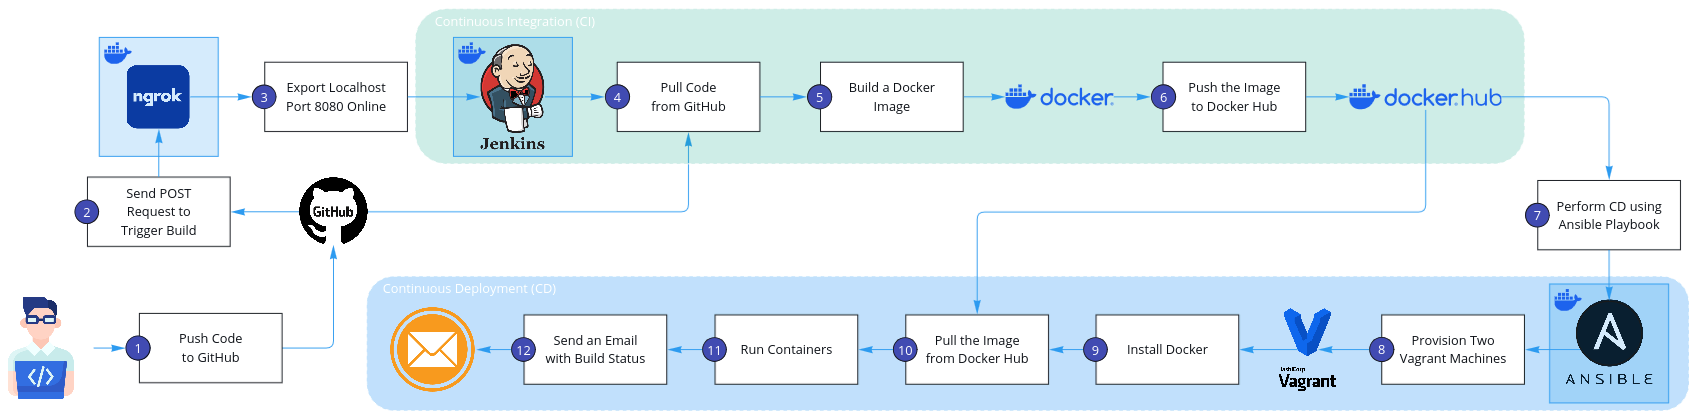 Continuous Integration (CI)
ngrok
3
Export Localhost
Port 8080 Online
Jenkins
4
Pull Code
from GitHub
5
Build a Docker
Image
docker
6
Push the Image
to Docker Hub
docker hub
2
Send POST
Request to
Trigger Build
GitHub
7
Perform CD using
Ansible Playbook
1
Push Code
to GitHub
Continuous Deployment (CD)
12
Send an Email
with Build Status
11
Run Containers
10
Pull the Image
from Docker Hub
9
Install Docker
HashiCorp
Vagrant
8
Provision Two
Vagrant Machines
ANSIBLE